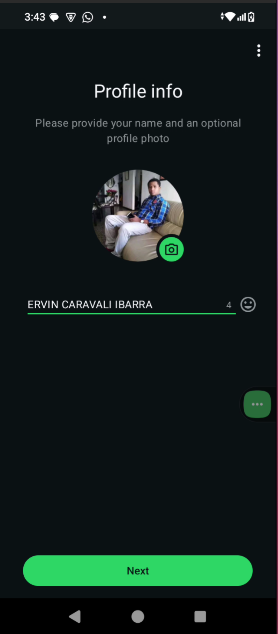 3:43
Profile info
Please provide your name and an optional
profile photo
ERVIN CARAVALI IBARRA 4
Next